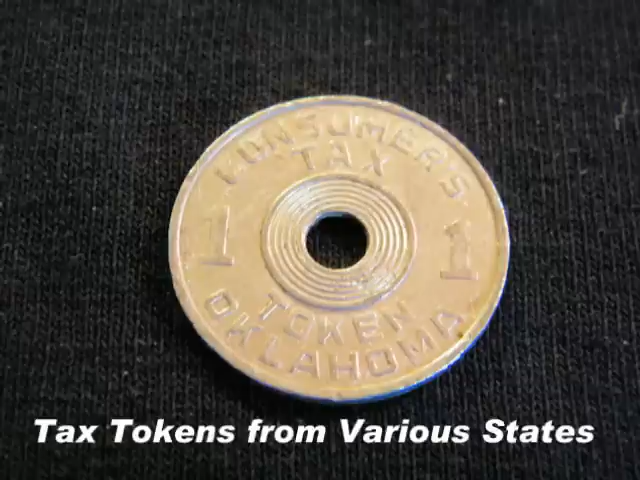 CONSUMER'S
TAX
1 1
TOKEN
OKLAHOMA
Tax Tokens from Various States